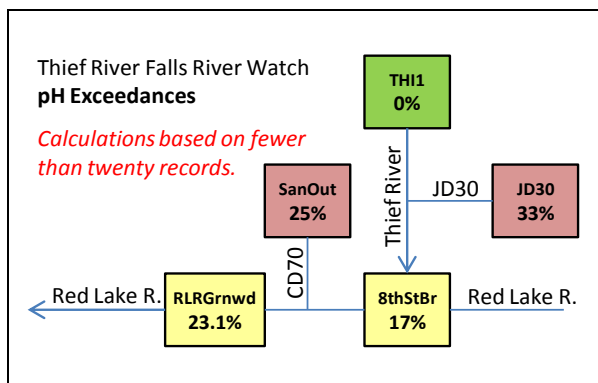 Thief River Falls River Watch
pH Exceedances
Calculations based on fewer
than twenty records.
THI1
0%
Thief River
JD30
JD30
33%
SanOut
25%
CD70
Red Lake R.
RLRGrnwd
23.1%
8thStBr
17%
Red Lake R.